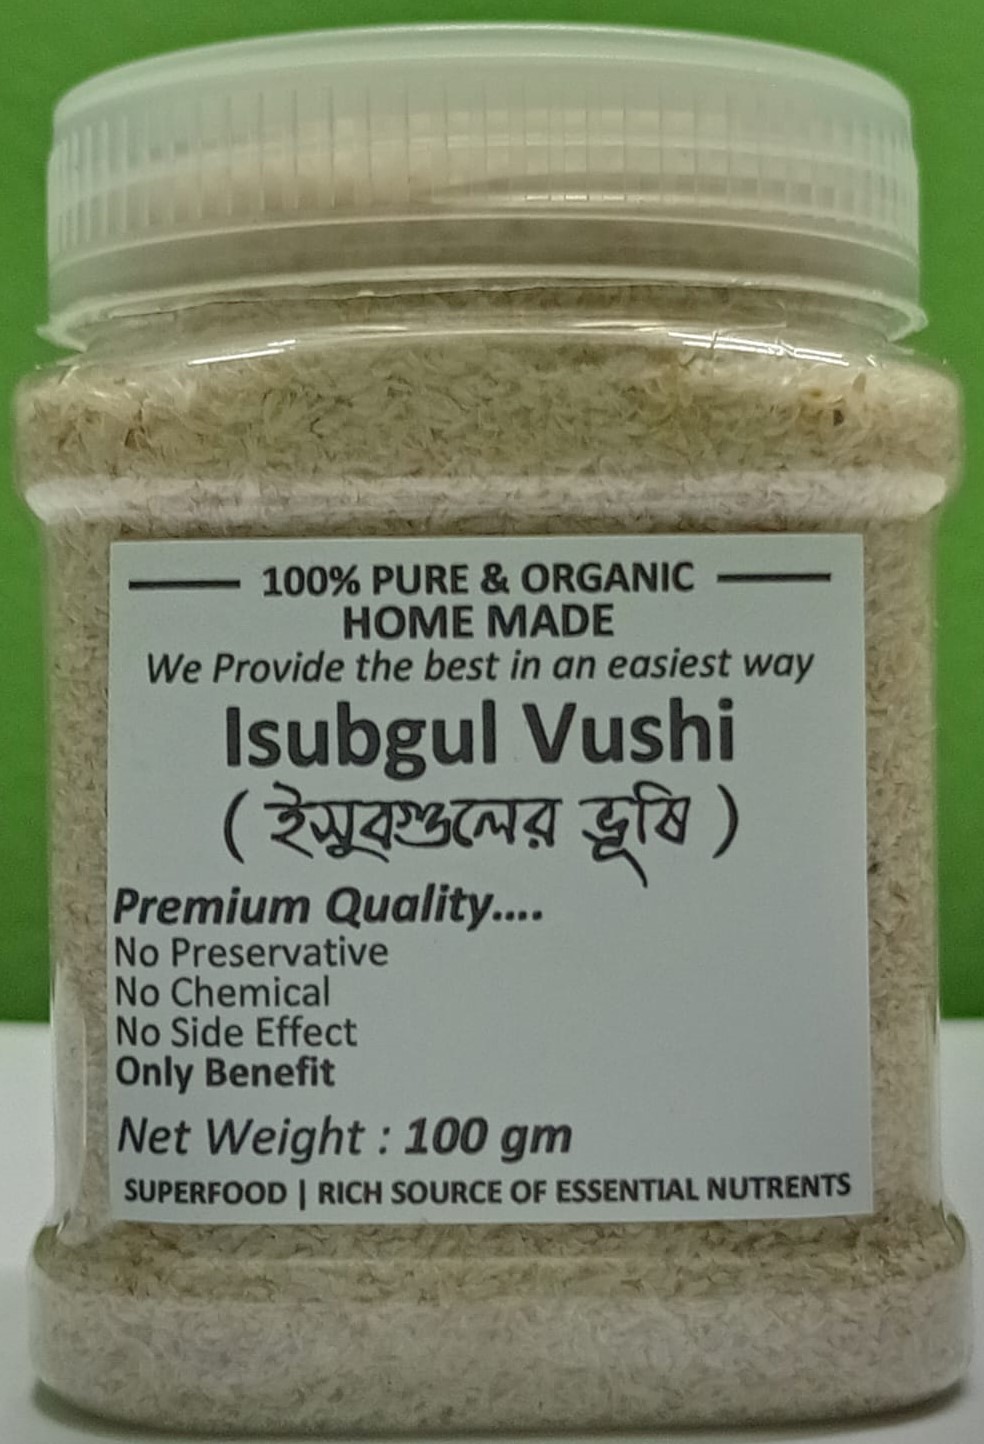 100% PURE & ORGANIC
HOME MADE
We Provide the best in an easiest way
Isubgul Vushi
( ইসুবগুলের ভূষি )
Premium Quality....
No Preservative
No Chemical
No Side Effect
Only Benefit
Net Weight : 100 gm
SUPERFOOD | RICH SOURCE OF ESSENTIAL NUTRENTS